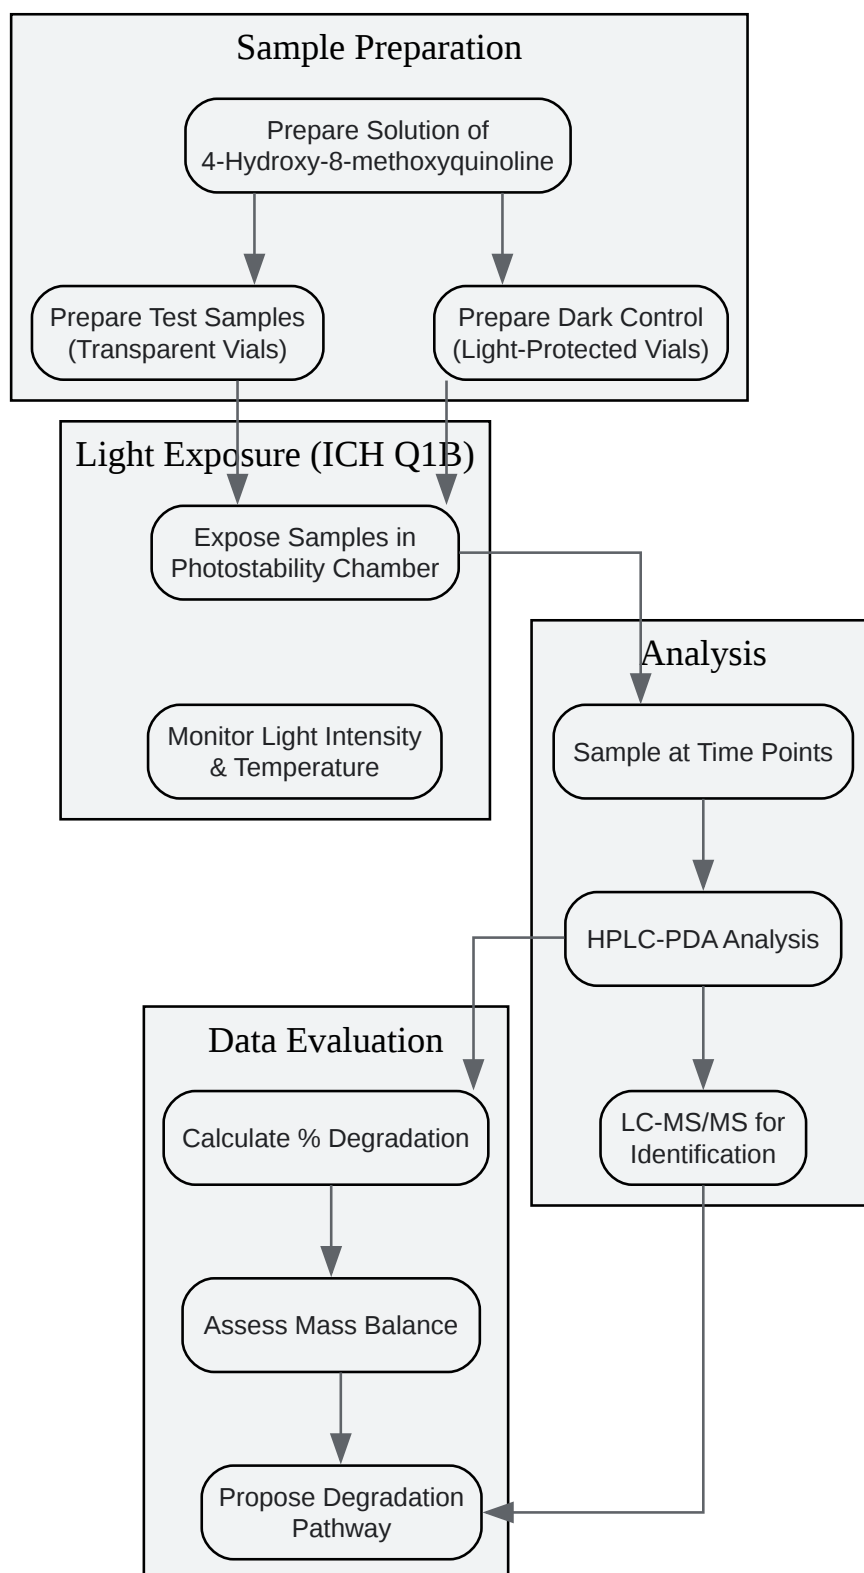 Sample Preparation
Prepare Solution of
4-Hydroxy-8-methoxyquinoline
Prepare Test Samples
(Transparent Vials)
Prepare Dark Control
(Light-Protected Vials)
Light Exposure (ICH Q1B)
Expose Samples in
Photostability Chamber
Monitor Light Intensity
& Temperature
Analysis
Sample at Time Points
HPLC-PDA Analysis
LC-MS/MS for
Identification
Data Evaluation
Calculate % Degradation
Assess Mass Balance
Propose Degradation
Pathway